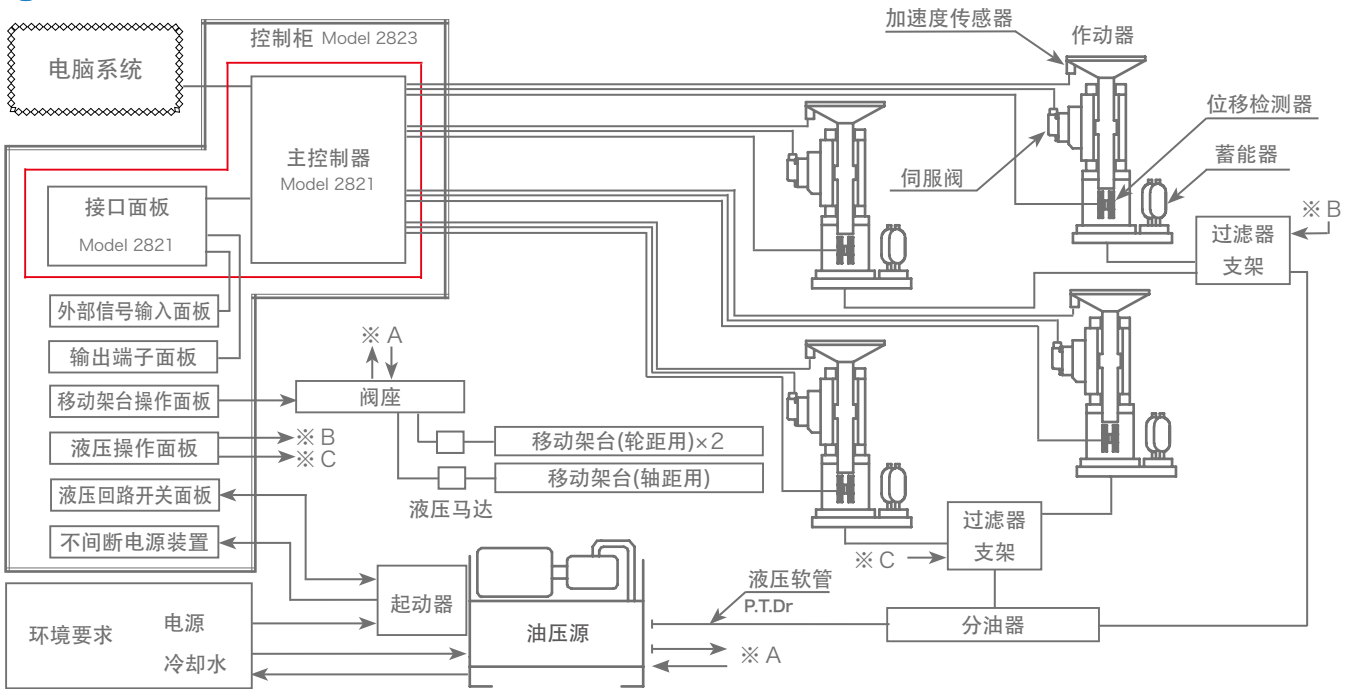 加速度传感器
作动器
控制柜 Model 2823
电脑系统
位移检测器
主控制器
Model 2821
蓄能器
伺服阀
接口面板
Model 2821
※B
过滤器
支架
外部信号输入面板
※A
输出端子面板
阀座
移动架台操作面板
液压操作面板
※B
※C
移动架台(轮距用)×2
移动架台(轴距用)
液压回路开关面板
液压马达
过滤器
支架
不间断电源装置
※C
液压软管
P.T.Dr
起动器
油压源
分油器
环境要求
电源
冷却水
※A